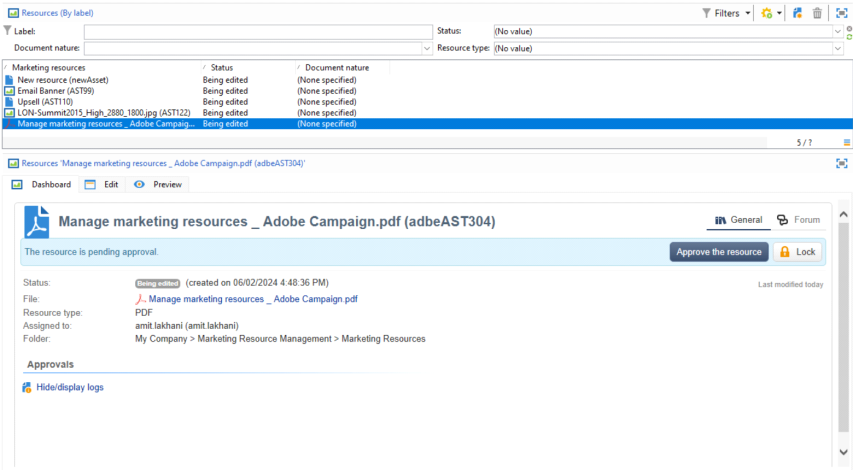 Resources (By label) Filters
Label: Status: (No value)
Document nature: Resource type: (No value)
Marketing resources Status Document nature
New resource (newAsset) Being edited (None specified)
Email Banner (AST99) Being edited (None specified)
Upsell (AST110) Being edited (None specified)
LON-Summit2015_High_2880_1800.jpg (AST122) Being edited (None specified)
Manage marketing resources _ Adobe Campaig... Being edited (None specified)
5 / ?
Resources 'Manage marketing resources _ Adobe Campaign.pdf (adbeAST304)'
Dashboard Edit Preview
Manage marketing resources _ Adobe Campaign.pdf (adbeAST304) General Forum
The resource is pending approval. Approve the resource Lock
Status: Being edited (created on 06/02/2024 4:48:36 PM) Last modified today
File: Manage marketing resources _ Adobe Campaign.pdf
Resource type: PDF
Assigned to: amit.lakhani (amit.lakhani)
Folder: My Company > Marketing Resource Management > Marketing Resources
Approvals
Hide/display logs